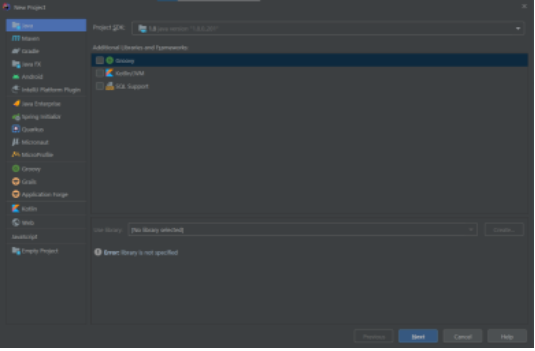 New Project
Java
Maven
Gradle
Java FX
Android
IntelliJ Platform Plugin
Java Enterprise
Spring Initializr
Quarkus
Micronaut
MicroProfile
Groovy
Grails
Application Forge
Kotlin
Web
JavaScript
Empty Project
Project SDK:
1.8 java version "1.8.0_201"
Additional Libraries and Frameworks:
Groovy
Kotlin/JVM
SQL Support
Use library:
[No library selected]
Create...
Error: library is not specified
Previous
Next
Cancel
Help